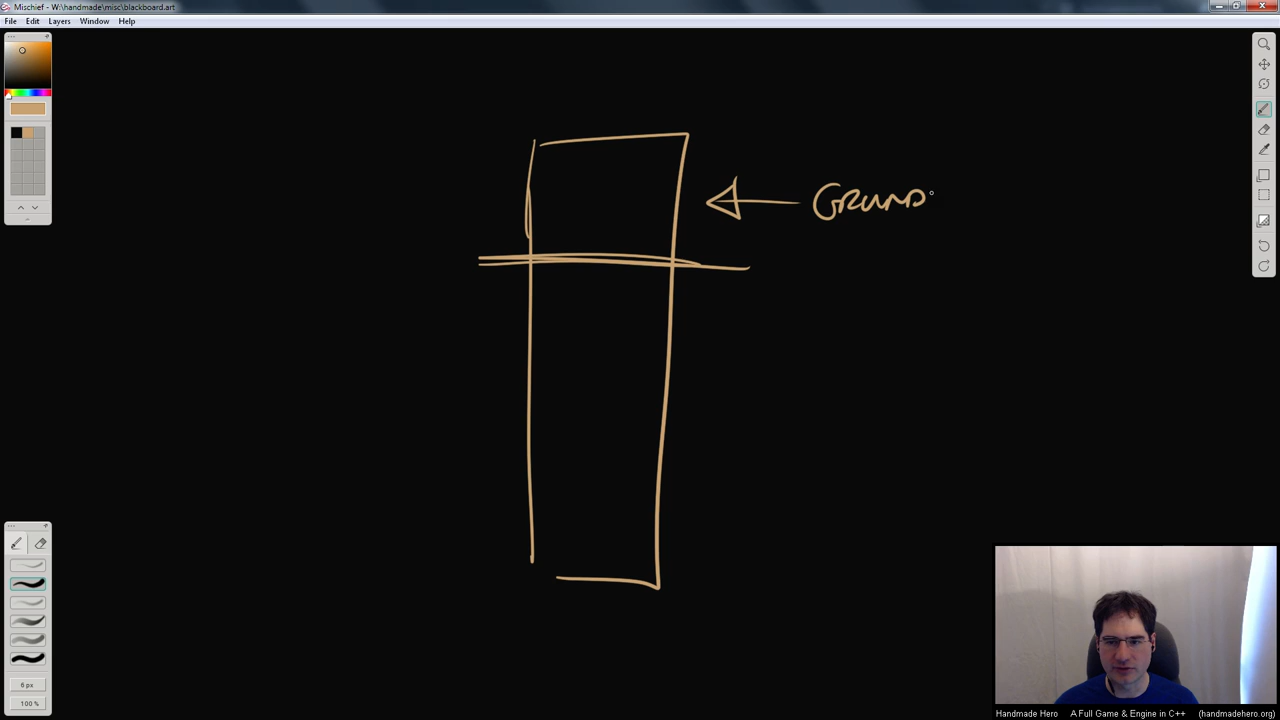 Mischief - W:\handmade\misc\blackboard.art
File Edit Layers Window Help
GROUND
6 px
100 %
Handmade Hero A Full Game & Engine in C++ (handmadehero.org)